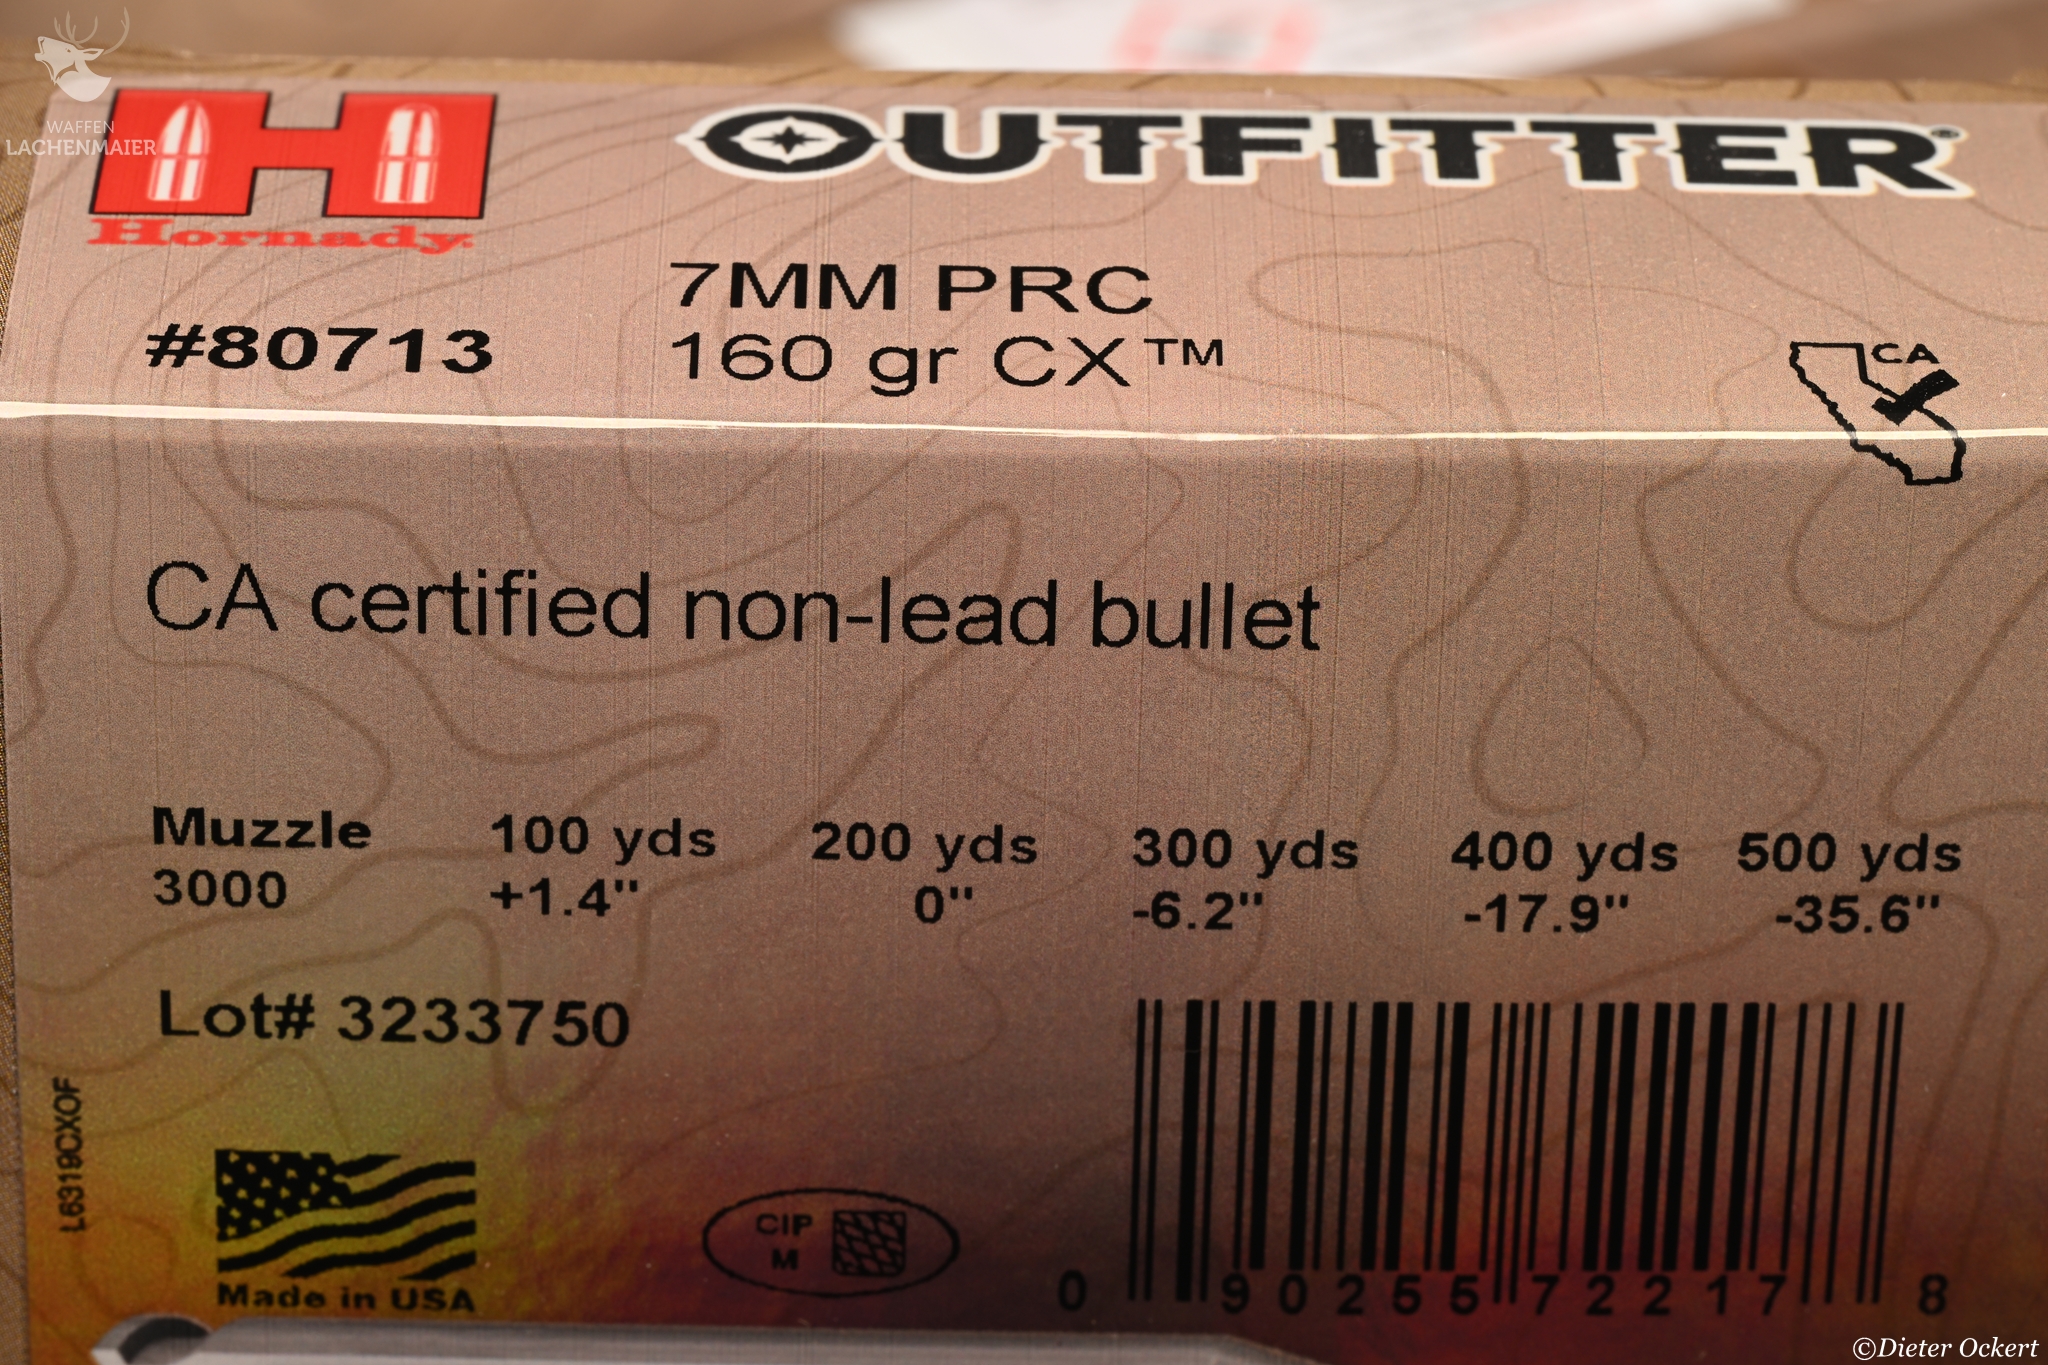 WAFFEN
LACHENMAIER
Hornady.
OUTFITTER®
7MM PRC
#80713
160 gr CX™
CA
CA certified non-lead bullet
Muzzle 100 yds 200 yds 300 yds 400 yds 500 yds
3000 +1.4" 0" -6.2" -17.9" -35.6"
Lot# 3233750
L6319CXOF
CIP
M
Made in USA
0 90255 72217 8
©Dieter Ockert